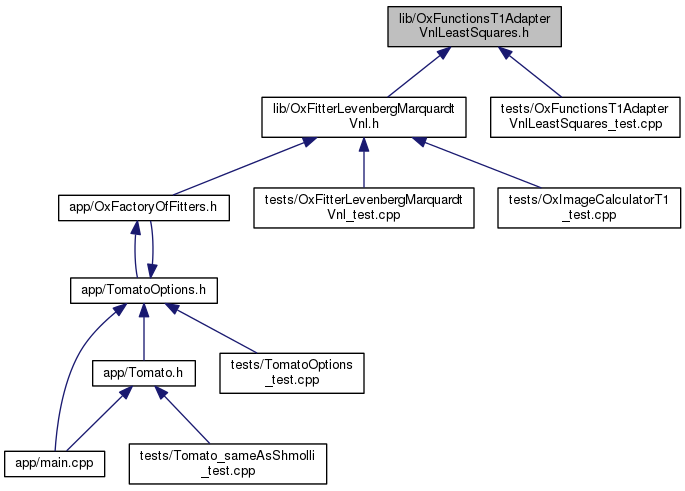 lib/OxFunctionsT1Adapter
VnlLeastSquares.h
lib/OxFitterLevenbergMarquardt
Vnl.h
tests/OxFunctionsT1Adapter
VnlLeastSquares_test.cpp
app/OxFactoryOfFitters.h
tests/OxFitterLevenbergMarquardt
Vnl_test.cpp
tests/OxImageCalculatorT1
_test.cpp
app/TomatoOptions.h
app/Tomato.h
tests/TomatoOptions
_test.cpp
app/main.cpp
tests/Tomato_sameAsShmolli
_test.cpp